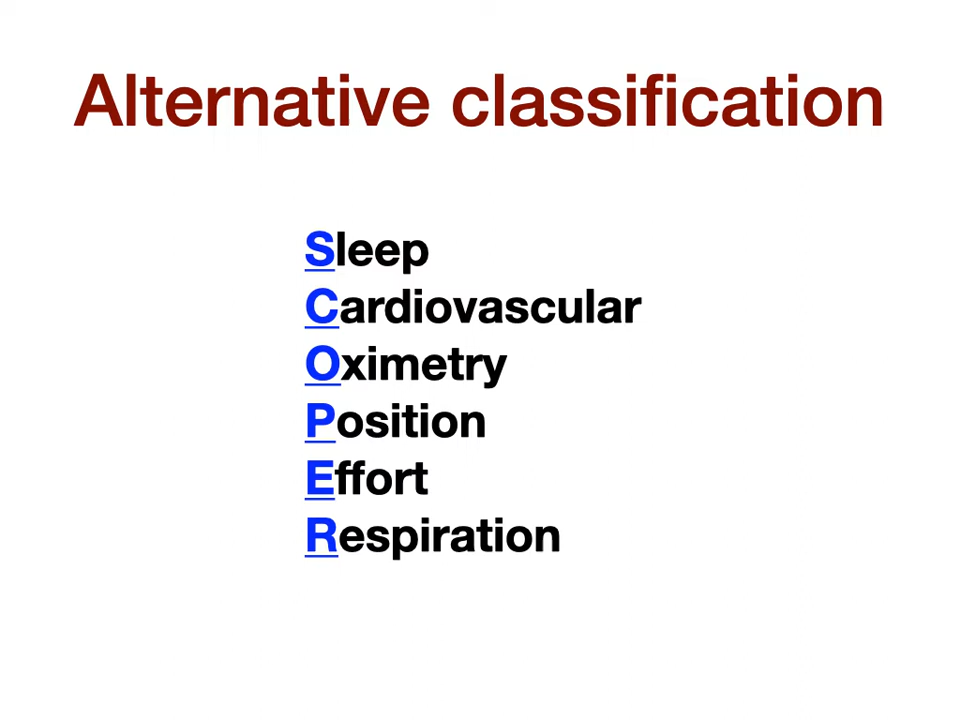 Alternative classification
Sleep
Cardiovascular
Oximetry
Position
Effort
Respiration